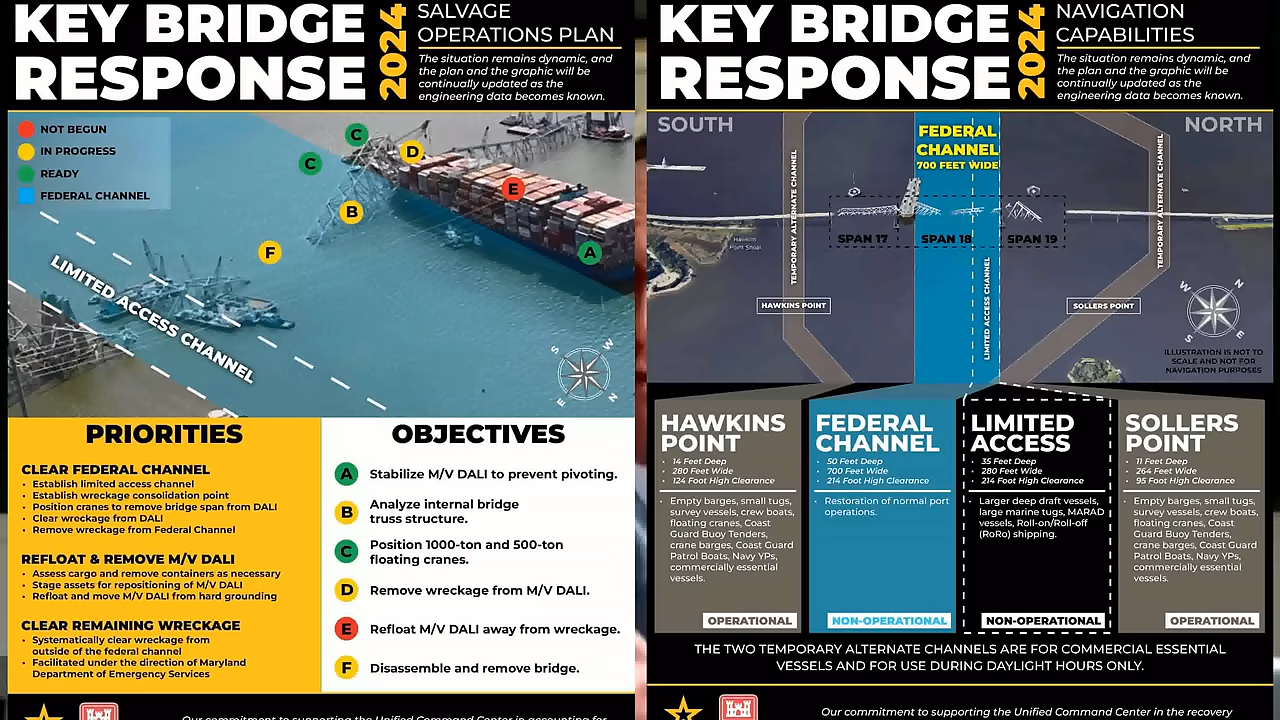 KEY BRIDGE
RESPONSE
2024
SALVAGE
OPERATIONS PLAN
The situation remains dynamic, and
the plan and the graphic will be
continually updated as the
engineering data becomes known.
NOT BEGUN
IN PROGRESS
READY
FEDERAL CHANNEL
C
C
D
E
B
F
A
LIMITED ACCESS CHANNEL
S
W
E
N
PRIORITIES
CLEAR FEDERAL CHANNEL
• Establish limited access channel
• Establish wreckage consolidation point
• Position cranes to remove bridge span from DALI
• Clear wreckage from DALI
• Remove wreckage from Federal Channel
REFLOAT & REMOVE M/V DALI
• Assess cargo and remove containers as necessary
• Stage assets for repositioning of M/V DALI
• Refloat and move M/V DALI from hard grounding
CLEAR REMAINING WRECKAGE
• Systematically clear wreckage from
outside of the federal channel
• Facilitated under the direction of Maryland
Department of Emergency Services
OBJECTIVES
A Stabilize M/V DALI to prevent pivoting.
B Analyze internal bridge
truss structure.
C Position 1000-ton and 500-ton
floating cranes.
D Remove wreckage from M/V DALI.
E Refloat M/V DALI away from wreckage.
F Disassemble and remove bridge.
Our commitment to supporting the Unified Command Center in accounting for
KEY BRIDGE
RESPONSE
2024
NAVIGATION
CAPABILITIES
The situation remains dynamic, and
the plan and the graphic will be
continually updated as the
engineering data becomes known.
SOUTH
FEDERAL
CHANNEL
700 FEET WIDE
NORTH
TEMPORARY ALTERNATE CHANNEL
TEMPORARY ALTERNATE CHANNEL
SPAN 17
SPAN 18
SPAN 19
Hawkins
Point Shoal
LIMITED ACCESS CHANNEL
HAWKINS POINT
SOLLERS POINT
W
N
S
E
ILLUSTRATION IS NOT TO
SCALE AND NOT FOR
NAVIGATION PURPOSES
HAWKINS
POINT
• 14 Feet Deep
• 280 Feet Wide
• 124 Foot High Clearance
• Empty barges, small tugs,
survey vessels, crew boats,
floating cranes, Coast
Guard Buoy Tenders,
crane barges, Coast Guard
Patrol Boats, Navy YPs,
commercially essential
vessels.
OPERATIONAL
FEDERAL
CHANNEL
• 50 Feet Deep
• 700 Feet Wide
• 214 Foot High Clearance
• Restoration of normal port
operations.
NON-OPERATIONAL
LIMITED
ACCESS
• 35 Feet Deep
• 280 Feet Wide
• 214 Foot High Clearance
• Larger deep draft vessels,
large marine tugs, MARAD
vessels, Roll-on/Roll-off
(RoRo) shipping.
NON-OPERATIONAL
SOLLERS
POINT
• 11 Feet Deep
• 264 Feet Wide
• 95 Foot High Clearance
• Empty barges, small tugs,
survey vessels, crew boats,
floating cranes, Coast
Guard Buoy Tenders,
crane barges, Coast Guard
Patrol Boats, Navy YPs,
commercially essential
vessels.
OPERATIONAL
THE TWO TEMPORARY ALTERNATE CHANNELS ARE FOR COMMERCIAL ESSENTIAL
VESSELS AND FOR USE DURING DAYLIGHT HOURS ONLY.
Our commitment to supporting the Unified Command Center in the recovery